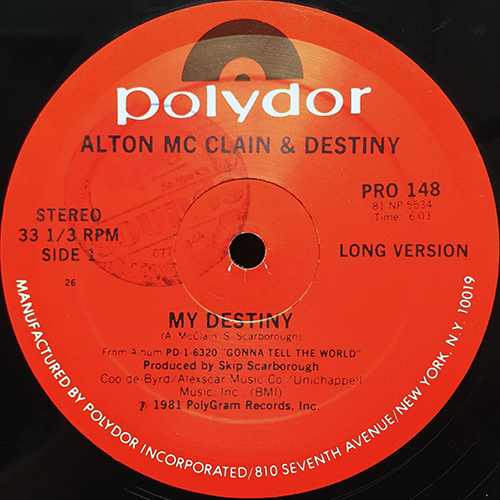 polydor
ALTON MC CLAIN & DESTINY
PRO 148
81 NP 5534
Time: 6:03
STEREO
33 1/3 RPM
SIDE 1
LONG VERSION
26
MY DESTINY
(A. McClain/S. Scarborough)
From Album PD-1-6320 "GONNA TELL THE WORLD"
Produced by Skip Scarborough
Coo de Byrd/Alexscar Music Co./Unichappell
Music, Inc. (BMI)
℗ 1981 PolyGram Records, Inc.
MANUFACTURED BY POLYDOR INCORPORATED/810 SEVENTH AVENUE/NEW YORK, N.Y. 10019